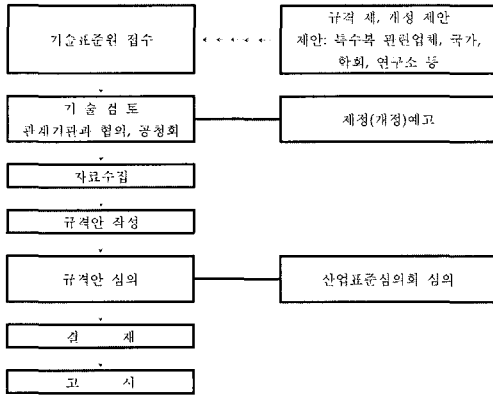 기술표준원 접수
규격 제, 개정 제안
제안: 특수복 관련업체, 국가,
학회, 연구소 등
기 술 검 토
관계기관과 협의, 공청회
제정(개정)예고
자료수집
규격안 작성
규격안 심의
산업표준심의회 심의
결 재
고 시